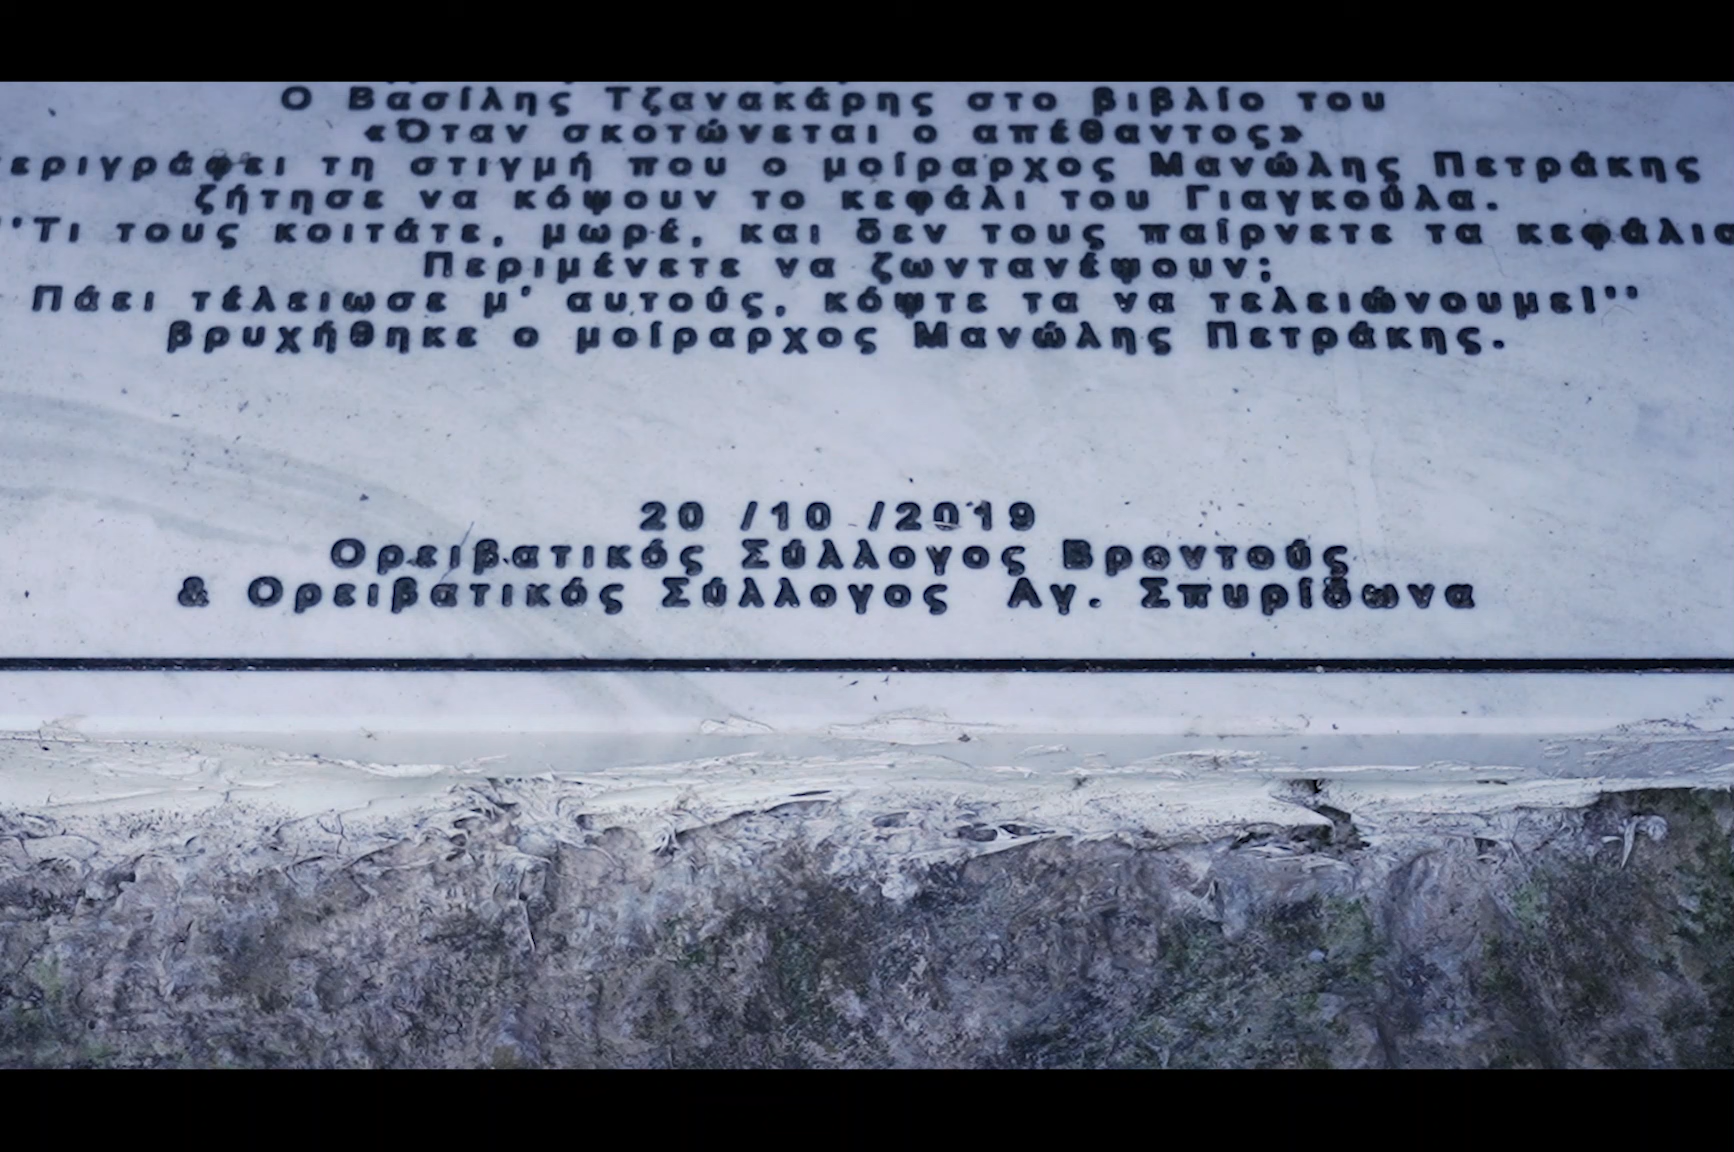 Ο Βασίλης Τζανακάρης στο βιβλίο του
«Όταν σκοτώνεται ο απέθαντος»
εριγράφει τη στιγμή που ο μοίραρχος Μανώλης Πετράκης
ζήτησε να κόψουν το κεφάλι του Γιαγκούλα.
''Τι τους κοιτάτε, μωρέ, και δεν τους παίρνετε τα κεφάλια
Περιμένετε να ζωντανέψουν;
Πάει τέλειωσε μ' αυτούς, κόψτε τα να τελειώνουμε!''
βρυχήθηκε ο μοίραρχος Μανώλης Πετράκης.
20 /10 /2019
Ορειβατικός Σύλλογος Βροντούς
& Ορειβατικός Σύλλογος Αγ. Σπυρίδωνα